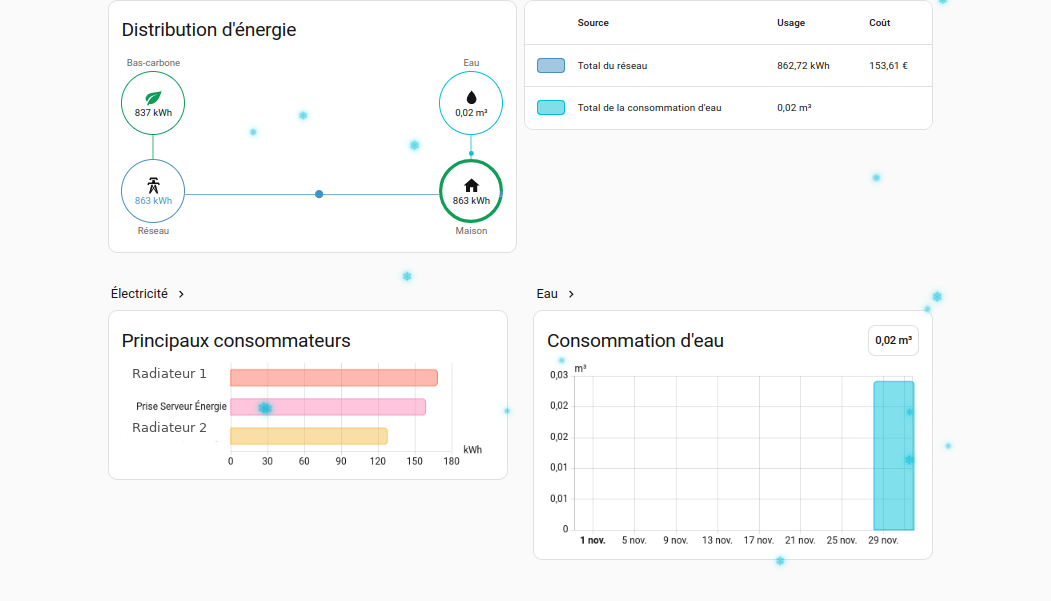 Distribution d'énergie
Bas-carbone
837 kWh
Eau
0,02 m³
863 kWh
Réseau
863 kWh
Maison
Source Usage Coût
Total du réseau 862,72 kWh 153,61 €
Total de la consommation d'eau 0,02 m³
Électricité
Principaux consommateurs
Radiateur 1
Prise Serveur Énergie
Radiateur 2
kWh
0 30 60 90 120 150 180
Eau
Consommation d'eau
0,02 m³
m³
0,03
0,02
0,02
0,01
0,01
0
1 nov. 5 nov. 9 nov. 13 nov. 17 nov. 21 nov. 25 nov. 29 nov.